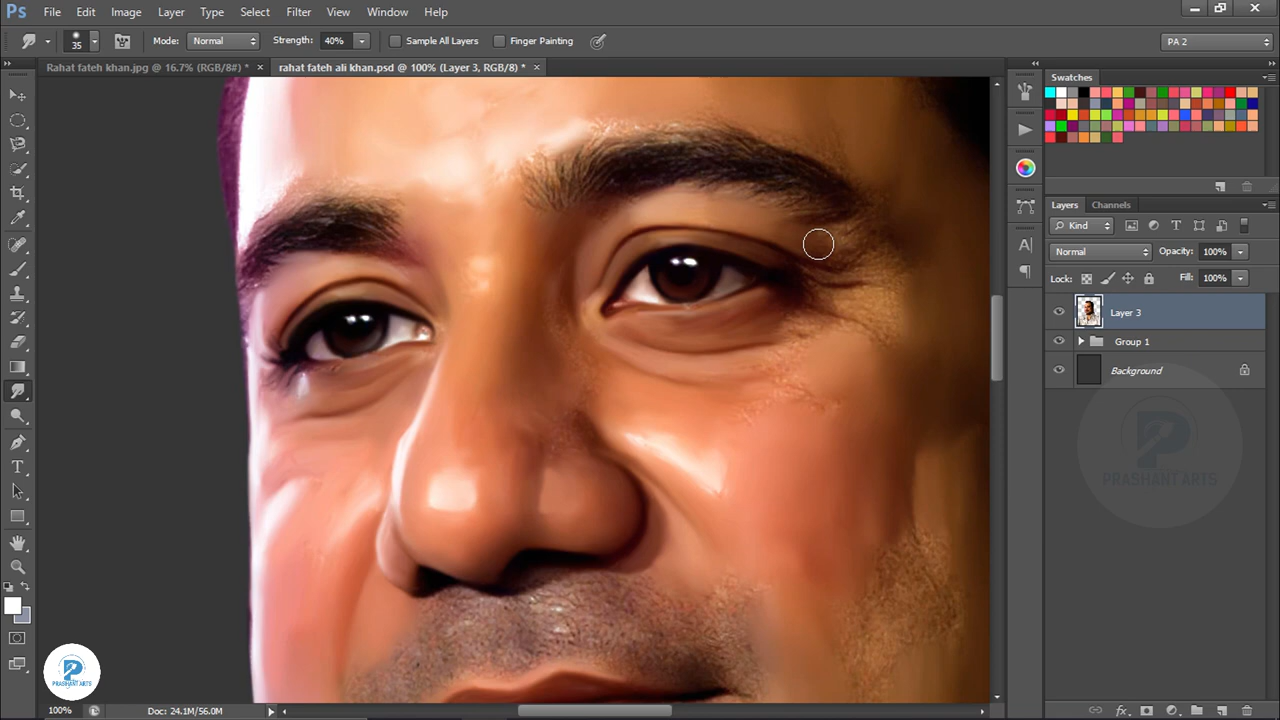 Ps File Edit Image Layer Type Select Filter View Window Help
35 Mode: Normal Strength: 40% Sample All Layers Finger Painting PA 2
Rahat fateh khan.jpg @ 16.7% (RGB/8#) * × rahat fateh ali khan.psd @ 100% (Layer 3, RGB/8) * ×
Swatches
Layers Channels
Kind
Normal Opacity: 100%
Lock: Fill: 100%
Layer 3
Group 1
Background
PRASHANT ARTS
PRASHANT ARTS
100% Doc: 24.1M/56.0M